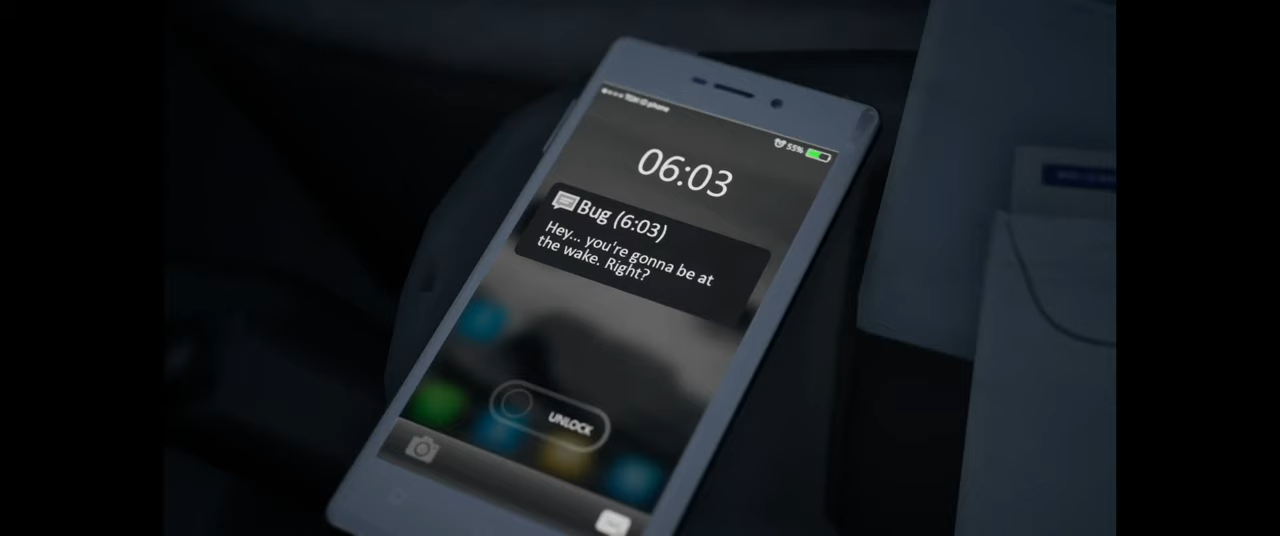 55%
06:03
Bug (6:03)
Hey... you're gonna be at
the wake. Right?
UNLOCK